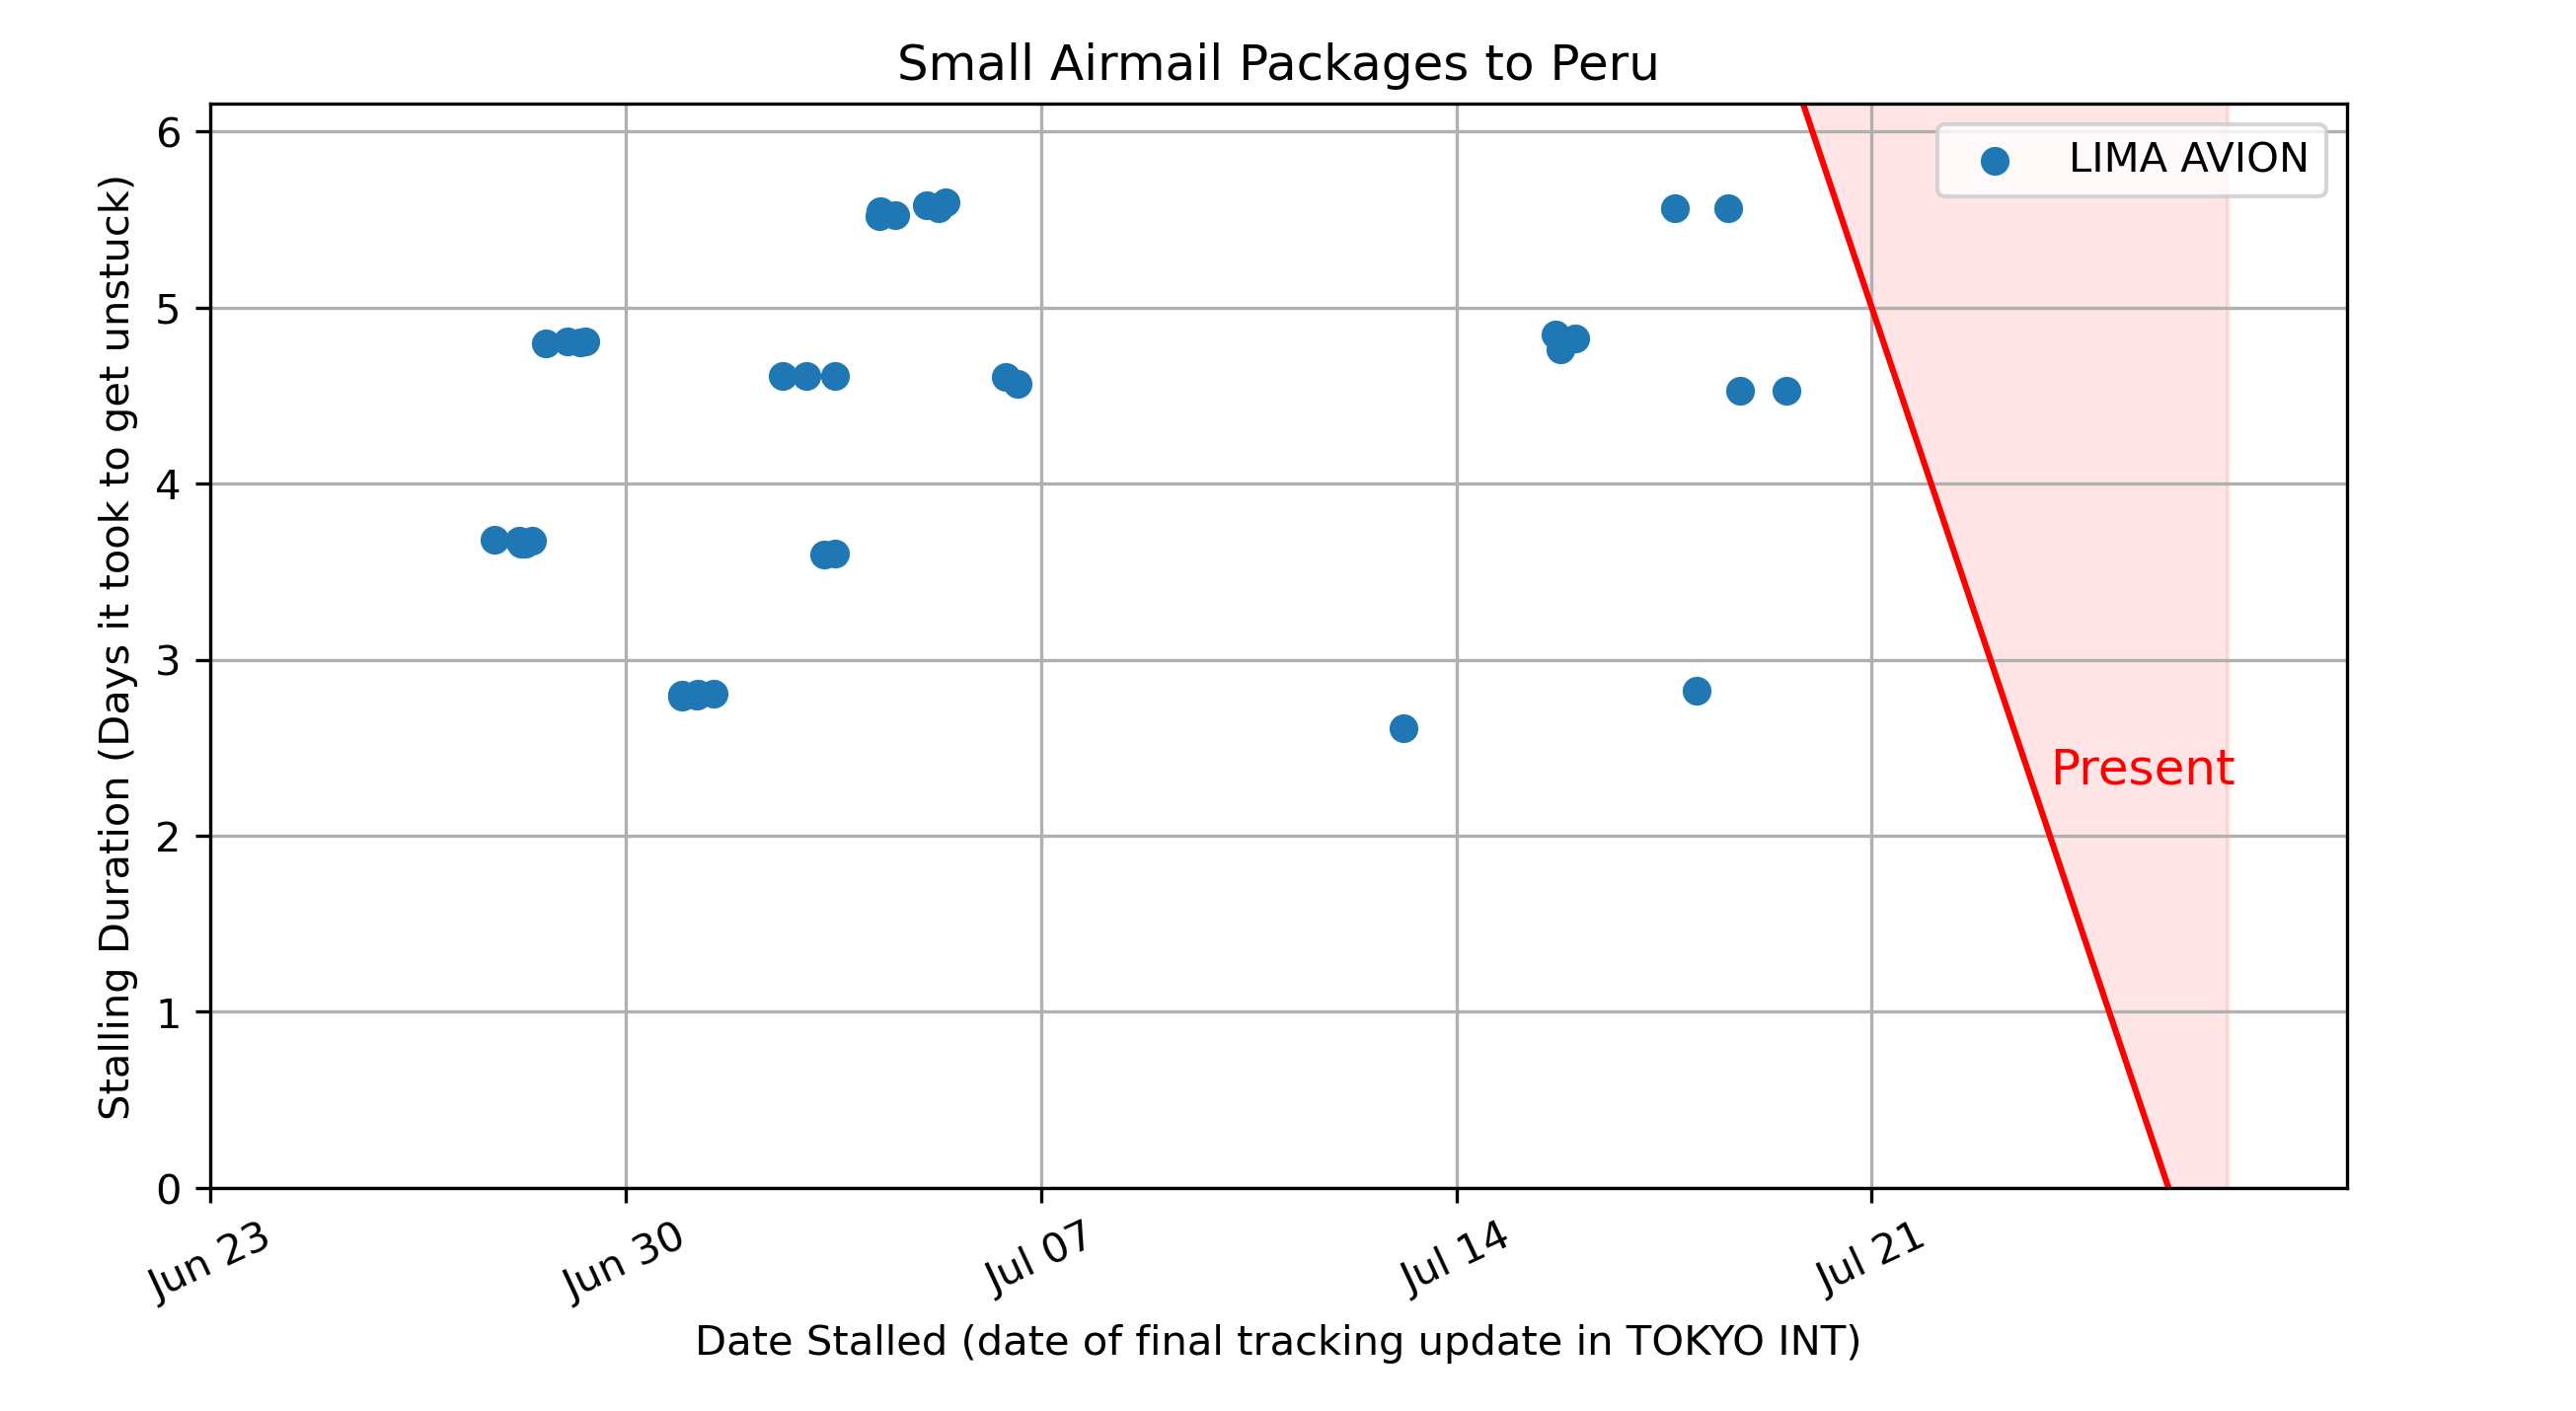 Small Airmail Packages to Peru
LIMA AVION
Stalling Duration (Days it took to get unstuck)
6
5
4
3
2
1
0
Present
Jun 23
Jun 30
Jul 07
Jul 14
Jul 21
Date Stalled (date of final tracking update in TOKYO INT)